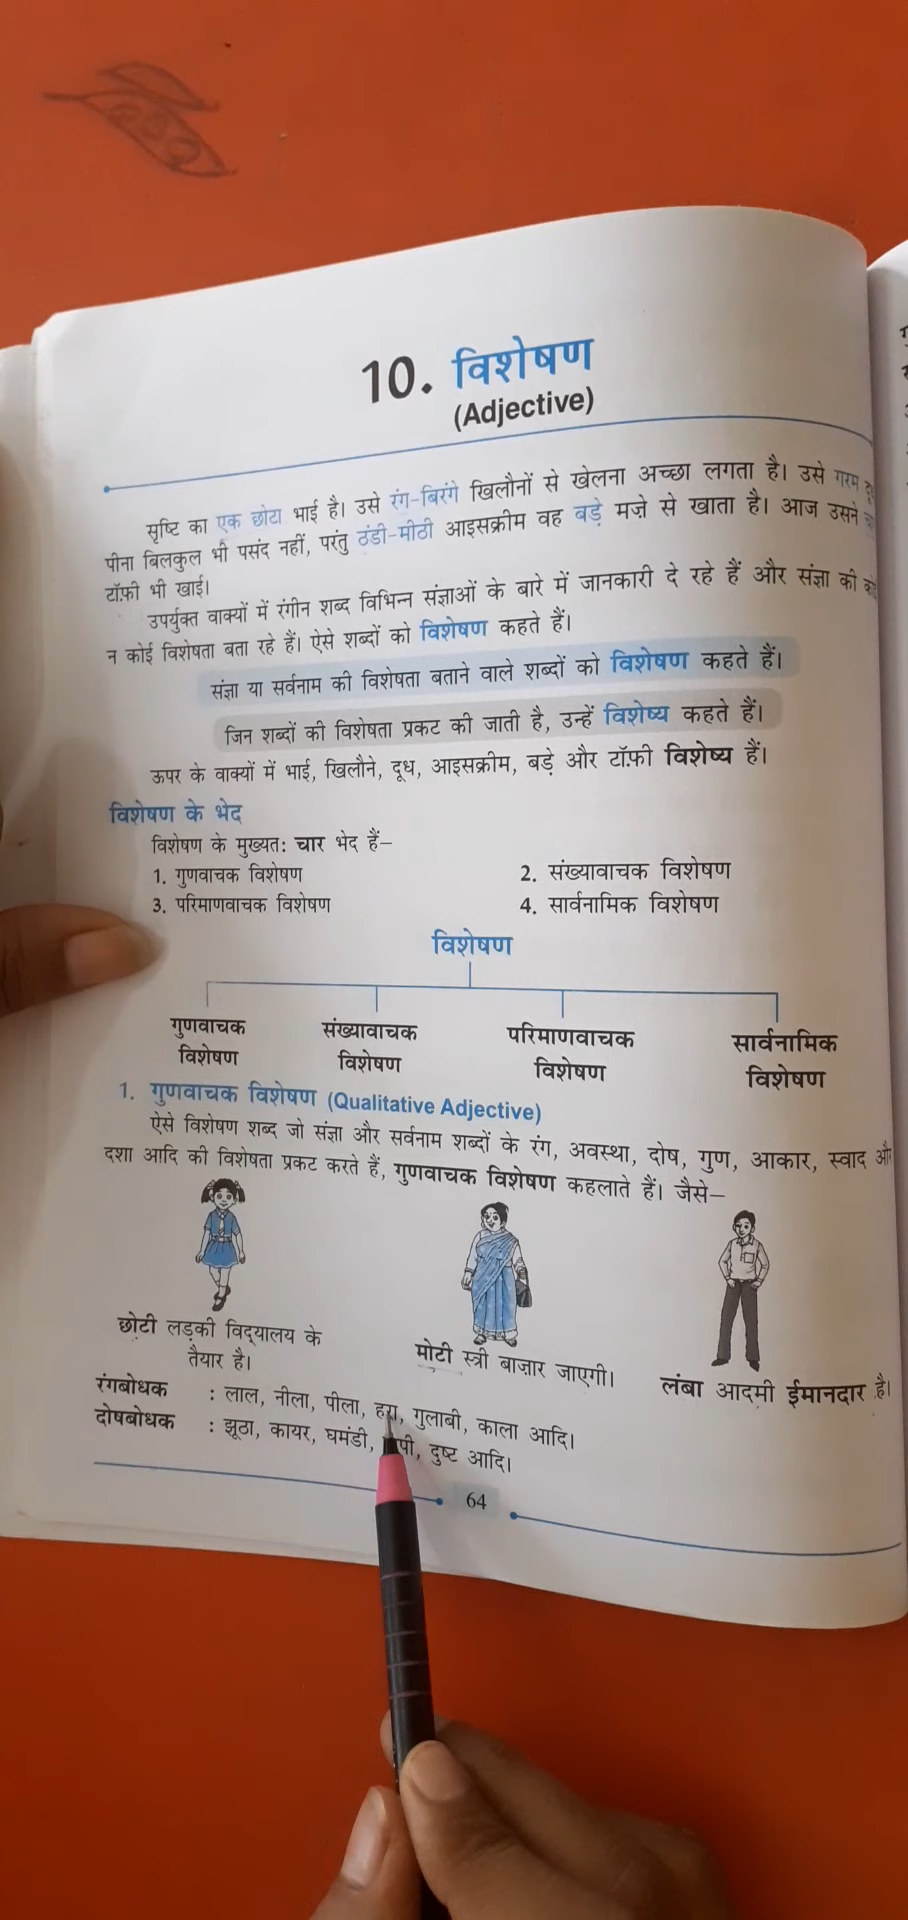 10. विशेषण
(Adjective)
सृष्टि का एक छोटा भाई है। उसे रंग-बिरंगे खिलौनों से खेलना अच्छा लगता है। उसे गरम
पीना बिलकुल भी पसंद नहीं, परंतु ठंडी-मीठी आइसक्रीम वह बड़े मज़े से खाता है। आज उसने
टॉफ़ी भी खाई।
उपर्युक्त वाक्यों में रंगीन शब्द विभिन्न संज्ञाओं के बारे में जानकारी दे रहे हैं और संज्ञा की
न कोई विशेषता बता रहे हैं। ऐसे शब्दों को विशेषण कहते हैं।
संज्ञा या सर्वनाम की विशेषता बताने वाले शब्दों को विशेषण कहते हैं।
जिन शब्दों की विशेषता प्रकट की जाती है, उन्हें विशेष्य कहते हैं।
ऊपर के वाक्यों में भाई, खिलौने, दूध, आइसक्रीम, बड़े और टॉफ़ी विशेष्य हैं।
विशेषण के भेद
विशेषण के मुख्यतः चार भेद हैं–
1. गुणवाचक विशेषण 2. संख्यावाचक विशेषण
3. परिमाणवाचक विशेषण 4. सार्वनामिक विशेषण
विशेषण
गुणवाचक संख्यावाचक परिमाणवाचक सार्वनामिक
विशेषण विशेषण विशेषण विशेषण
1. गुणवाचक विशेषण (Qualitative Adjective)
ऐसे विशेषण शब्द जो संज्ञा और सर्वनाम शब्दों के रंग, अवस्था, दोष, गुण, आकार, स्वाद
दशा आदि की विशेषता प्रकट करते हैं, गुणवाचक विशेषण कहलाते हैं। जैसे–
छोटी लड़की विद्यालय के
तैयार है।
मोटी स्त्री बाज़ार जाएगी।
लंबा आदमी ईमानदार है।
रंगबोधक : लाल, नीला, पीला, हरा, गुलाबी, काला आदि।
दोषबोधक : झूठा, कायर, घमंडी, दुष्ट आदि।
64